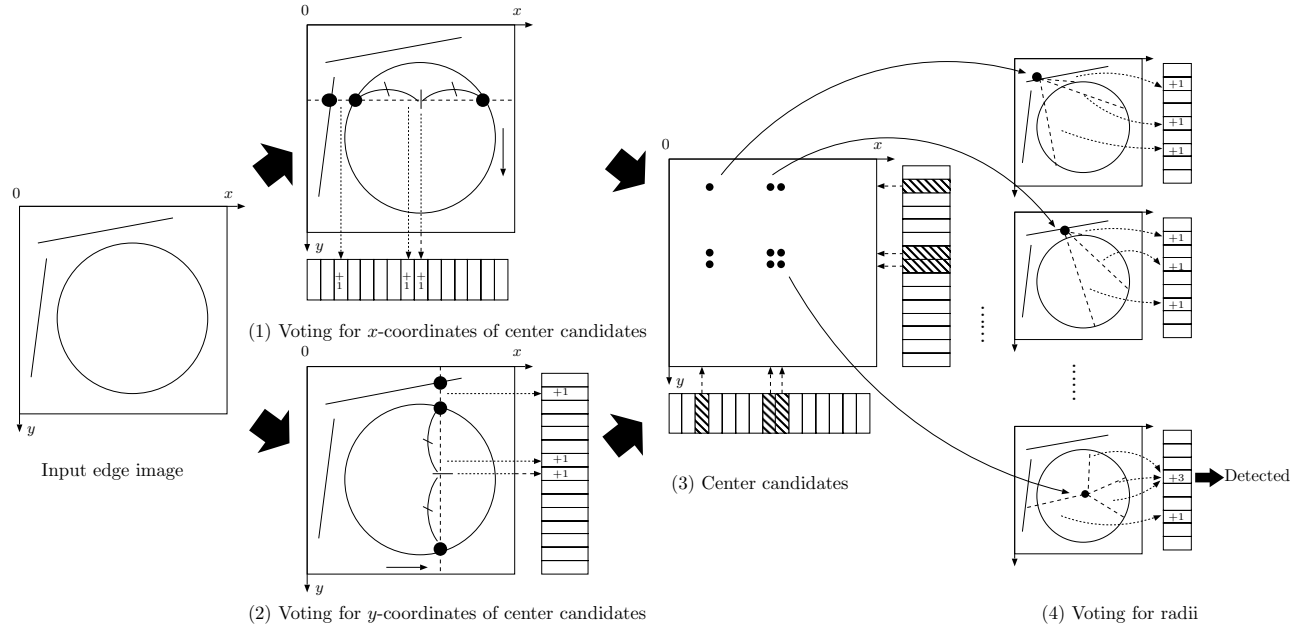 0
x
y
Input edge image
0
x
y
+1
+1
+1
(1) Voting for x-coordinates of center candidates
0
x
y
+1
+1
+1
(2) Voting for y-coordinates of center candidates
0
x
y
(3) Center candidates
+1
+1
+1
+1
+1
+1
+3
+1
Detected
(4) Voting for radii